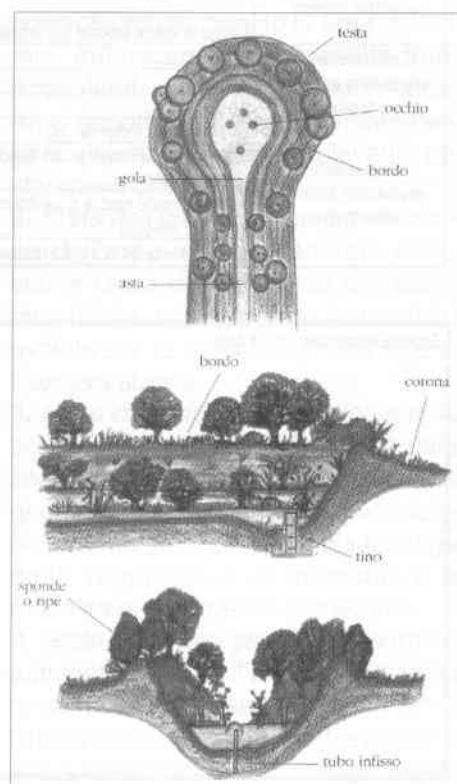 testa
occhio
bordo
gola
asta
bordo
corona
tino
sponde
o ripe
tubo infisso